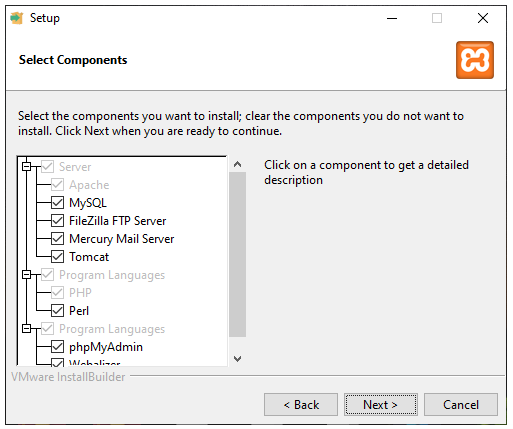 Setup
Select Components
Select the components you want to install; clear the components you do not want to
install. Click Next when you are ready to continue.
Server
Apache
MySQL
FileZilla FTP Server
Mercury Mail Server
Tomcat
Program Languages
PHP
Perl
Program Languages
phpMyAdmin
Webalizer
Click on a component to get a detailed
description
VMware InstallBuilder
< Back
Next >
Cancel